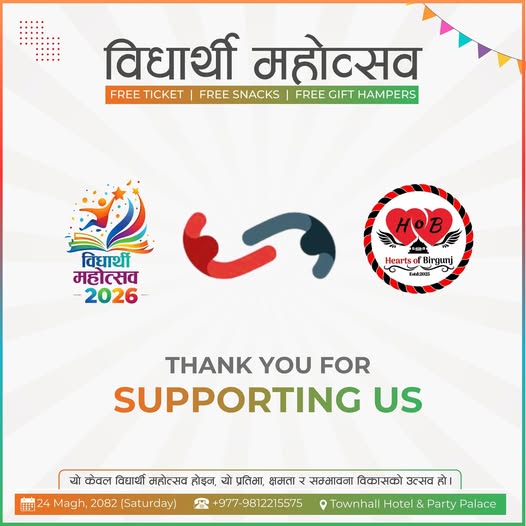 विधार्थी महोत्सव
FREE TICKET | FREE SNACKS | FREE GIFT HAMPERS
विधार्थी
महोत्सव
2026
H o B
Hearts of Birgunj
Estd:2025
THANK YOU FOR
SUPPORTING US
यो केवल विधार्थी महोत्सव होइन, यो प्रतिभा, क्षमता र सम्भावना विकासको उत्सव हो।
24 Magh, 2082 (Saturday) +977-9812215575 Townhall Hotel & Party Palace